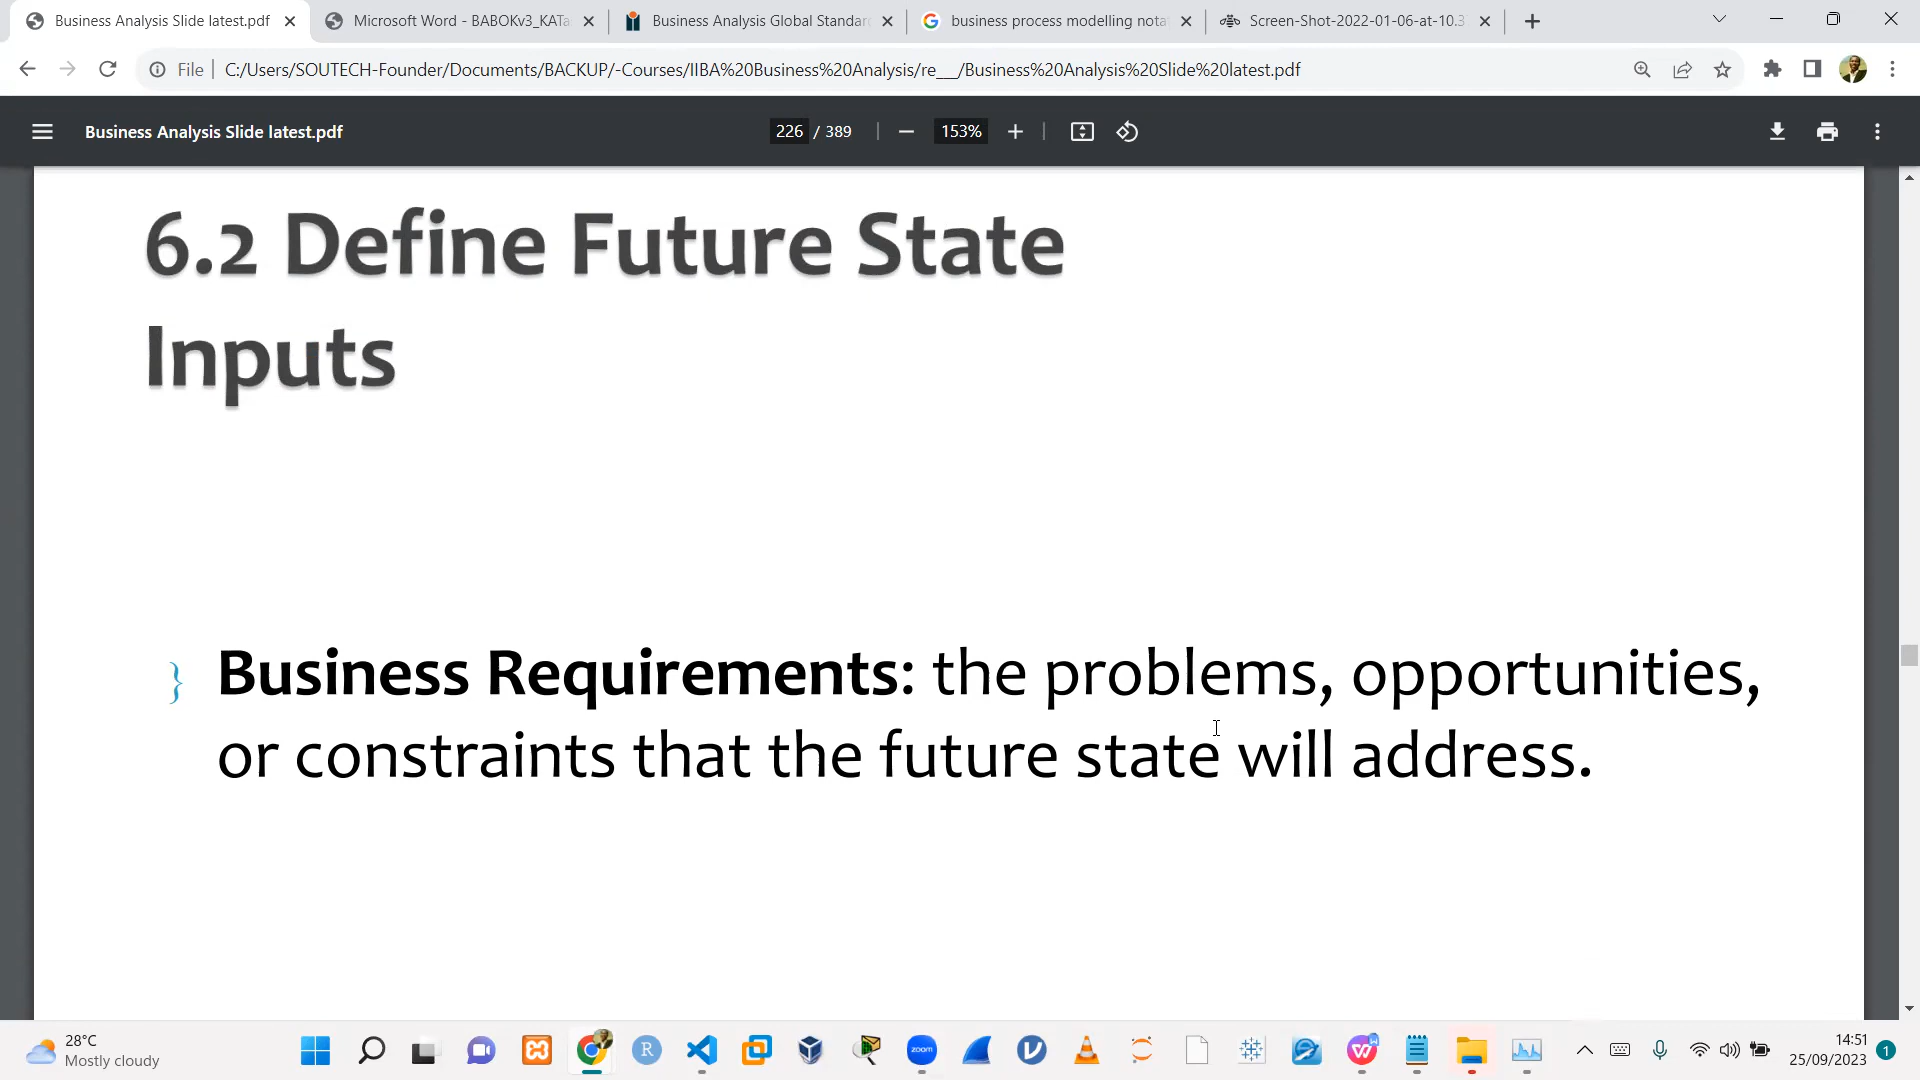 Business Analysis Slide latest.pdf
Microsoft Word - BABOKv3_KATa
Business Analysis Global Standar
business process modelling nota
Screen-Shot-2022-01-06-at-10.3
File
C:/Users/SOUTECH-Founder/Documents/BACKUP/-Courses/IIBA%20Business%20Analysis/re___/Business%20Analysis%20Slide%20latest.pdf
Business Analysis Slide latest.pdf
226 / 389
153%
6.2 Define Future State
Inputs
} Business Requirements: the problems, opportunities,
or constraints that the future state will address.
28°C
Mostly cloudy
zoom
14:51
25/09/2023
1